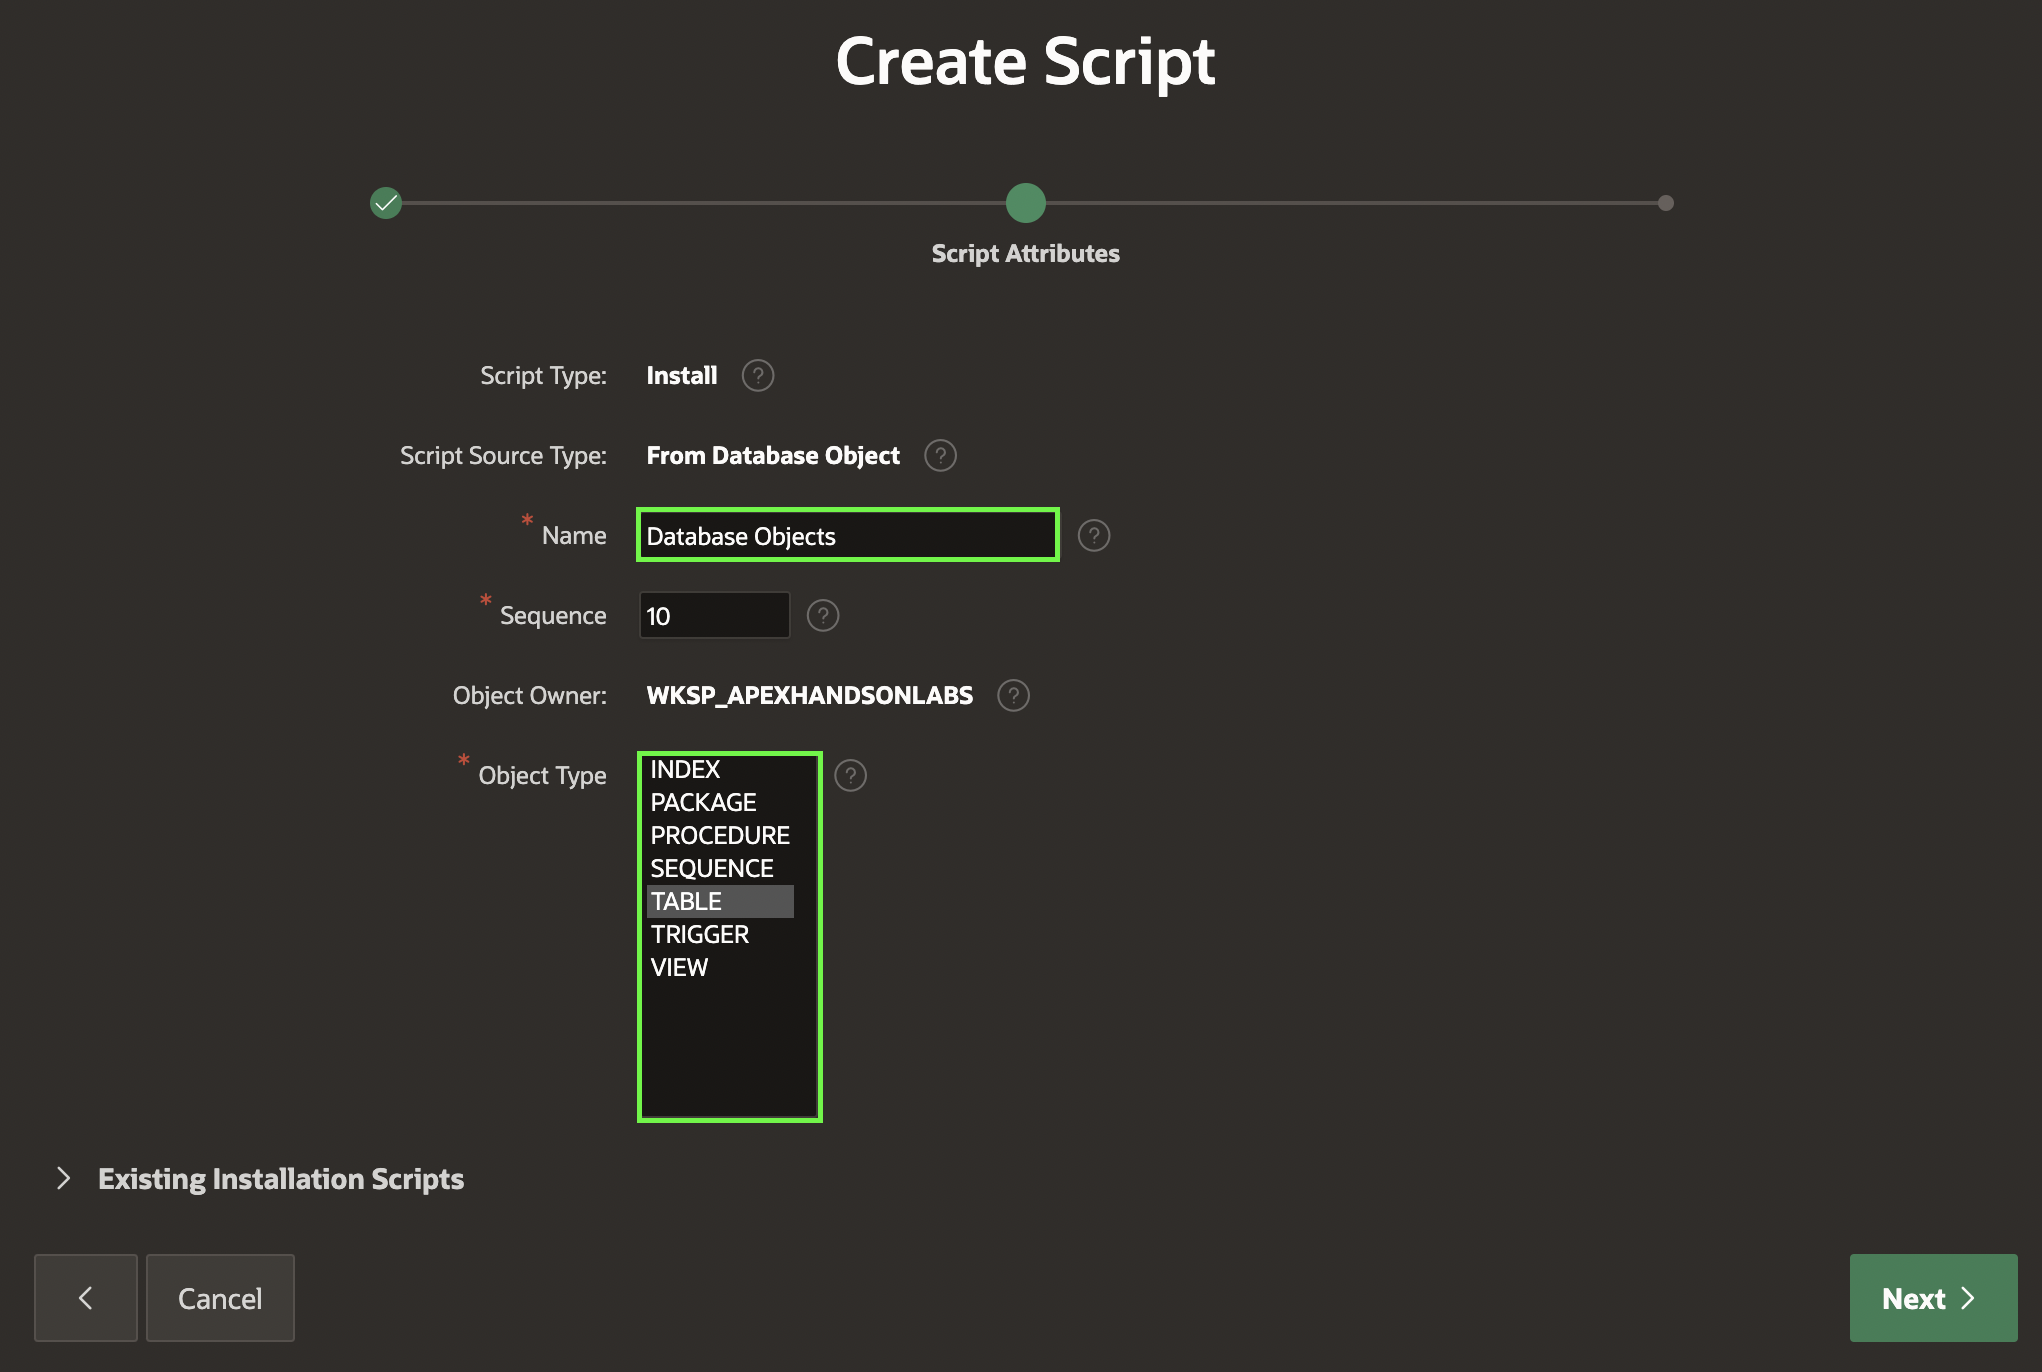 Create Script
Script Attributes
Script Type: Install ?
Script Source Type: From Database Object ?
* Name Database Objects ?
* Sequence 10 ?
Object Owner: WKSP_APEXHANDSONLABS ?
* Object Type ?
INDEX
PACKAGE
PROCEDURE
SEQUENCE
TABLE
TRIGGER
VIEW
Existing Installation Scripts
Cancel
Next